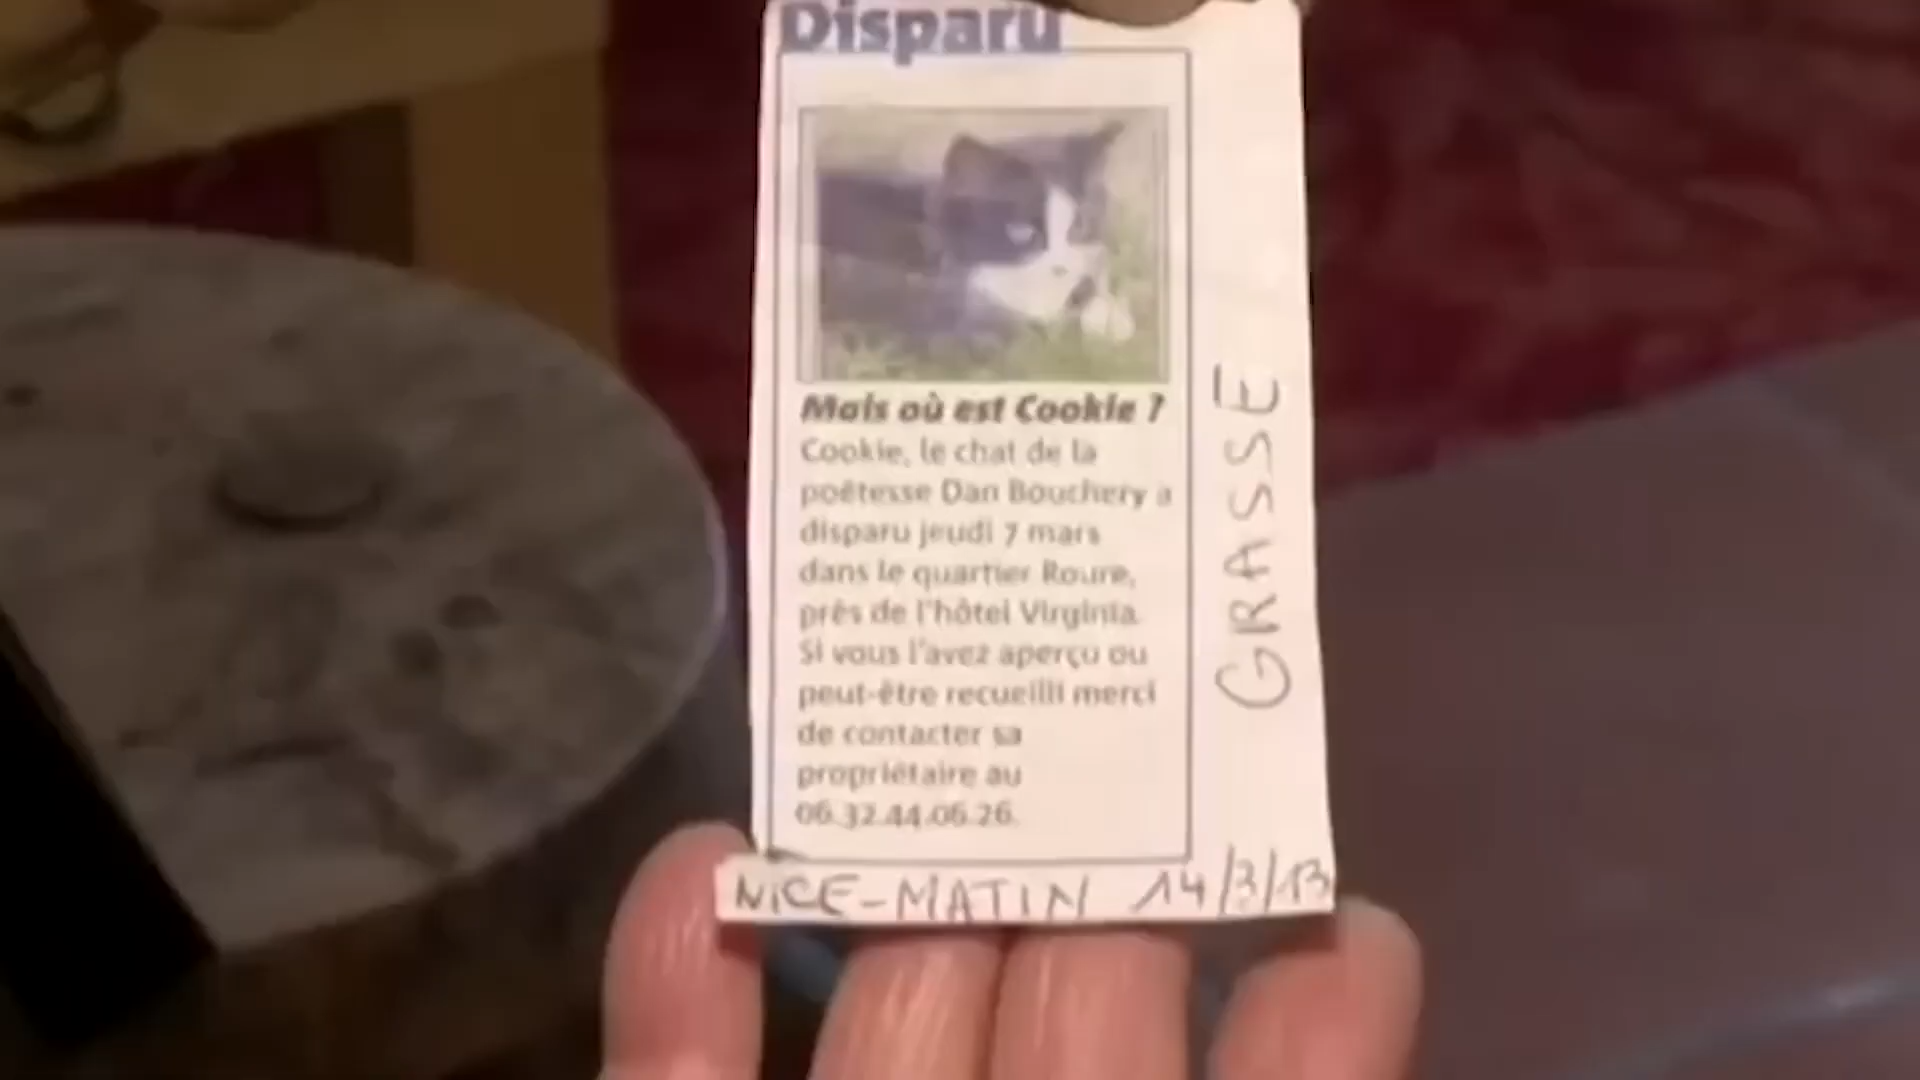 Disparu
Mais où est Cookie ?
Cookie, le chat de la
poétesse Dan Bouchery a
disparu jeudi 7 mars
dans le quartier Roure,
près de l'hôtel Virginia.
Si vous l'avez aperçu ou
peut-être recueilli merci
de contacter sa
propriétaire au
06.32.44.06.26.
GRASSE
NiCE-MATIN 14/3/13